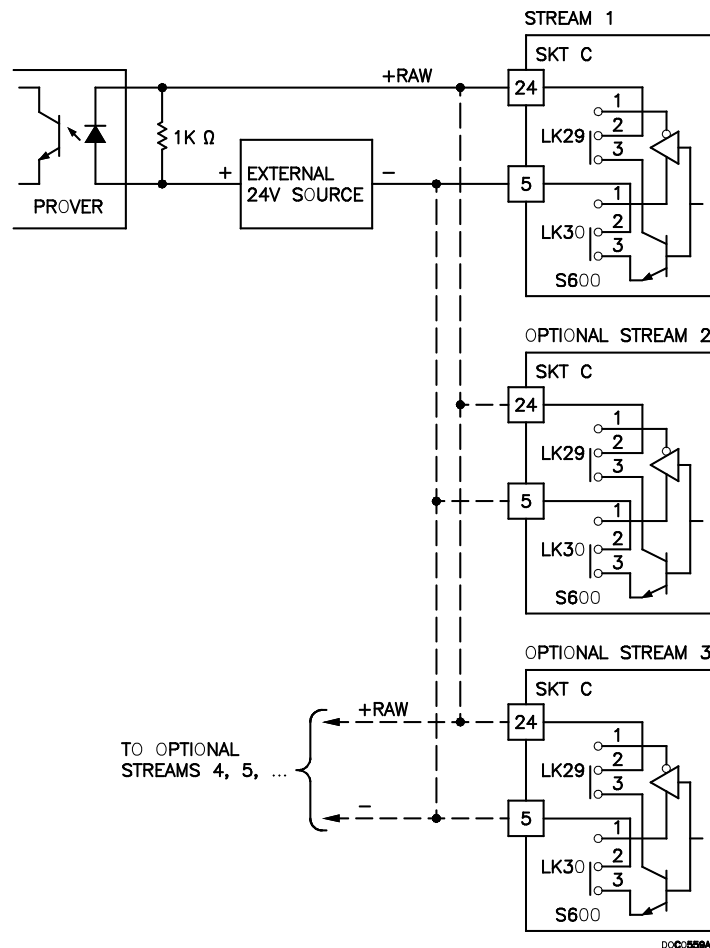 STREAM 1
SKT C
+RAW
24
1
2
LK29
3
1K Ω
+
EXTERNAL
24V SOURCE
-
5
1
PROVER
2
LK30
3
S600
OPTIONAL STREAM 2
SKT C
24
1
2
LK29
3
5
1
2
LK30
3
S600
OPTIONAL STREAM 3
SKT C
+RAW
24
1
2
LK29
3
TO OPTIONAL
STREAMS 4, 5, ...
-
5
1
2
LK30
3
S600